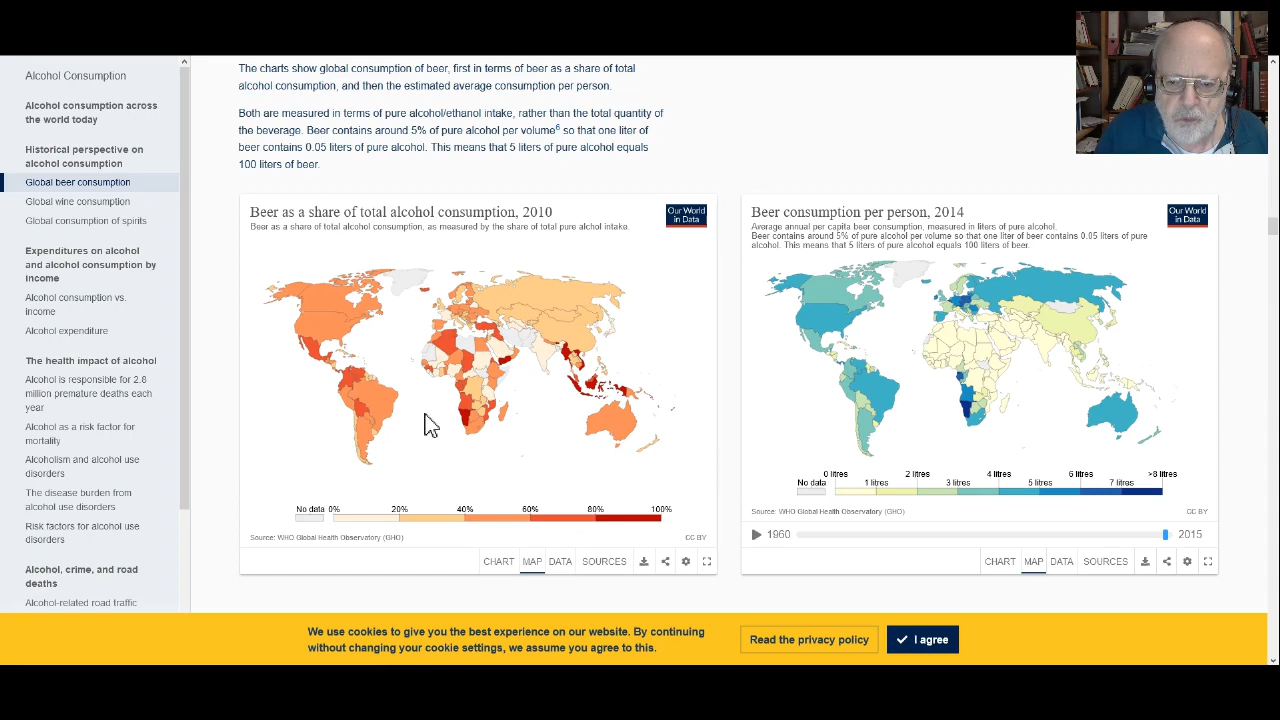 Alcohol Consumption
Alcohol consumption across
the world today
Historical perspective on
alcohol consumption
Global beer consumption
Global wine consumption
Global consumption of spirits
Expenditures on alcohol
and alcohol consumption by
income
Alcohol consumption vs.
income
Alcohol expenditure
The health impact of alcohol
Alcohol is responsible for 2.8
million premature deaths each
year
Alcohol as a risk factor for
mortality
Alcoholism and alcohol use
disorders
The disease burden from
alcohol use disorders
Risk factors for alcohol use
disorders
Alcohol, crime, and road
deaths
Alcohol-related road traffic
The charts show global consumption of beer, first in terms of beer as a share of total
alcohol consumption, and then the estimated average consumption per person.
Both are measured in terms of pure alcohol/ethanol intake, rather than the total quantity of
the beverage. Beer contains around 5% of pure alcohol per volume6 so that one liter of
beer contains 0.05 liters of pure alcohol. This means that 5 liters of pure alcohol equals
100 liters of beer.
Beer as a share of total alcohol consumption, 2010
Beer as a share of total alcohol consumption, as measured by the share of total pure alchol intake.
Our World
in Data
No data 0% 20% 40% 60% 80% 100%
Source: WHO Global Health Observatory (GHO) CC BY
CHART MAP DATA SOURCES
Beer consumption per person, 2014
Average annual per capita beer consumption, measured in liters of pure alcohol.
Beer contains around 5% of pure alcohol per volume so that one liter of beer contains 0.05 liters of pure
alcohol. This means that 5 liters of pure alcohol equals 100 liters of beer.
Our World
in Data
0 litres 2 litres 4 litres 6 litres >8 litres
No data 1 litres 3 litres 5 litres 7 litres
Source: WHO Global Health Observatory (GHO) CC BY
1960 2015
CHART MAP DATA SOURCES
We use cookies to give you the best experience on our website. By continuing
without changing your cookie settings, we assume you agree to this.
Read the privacy policy
I agree